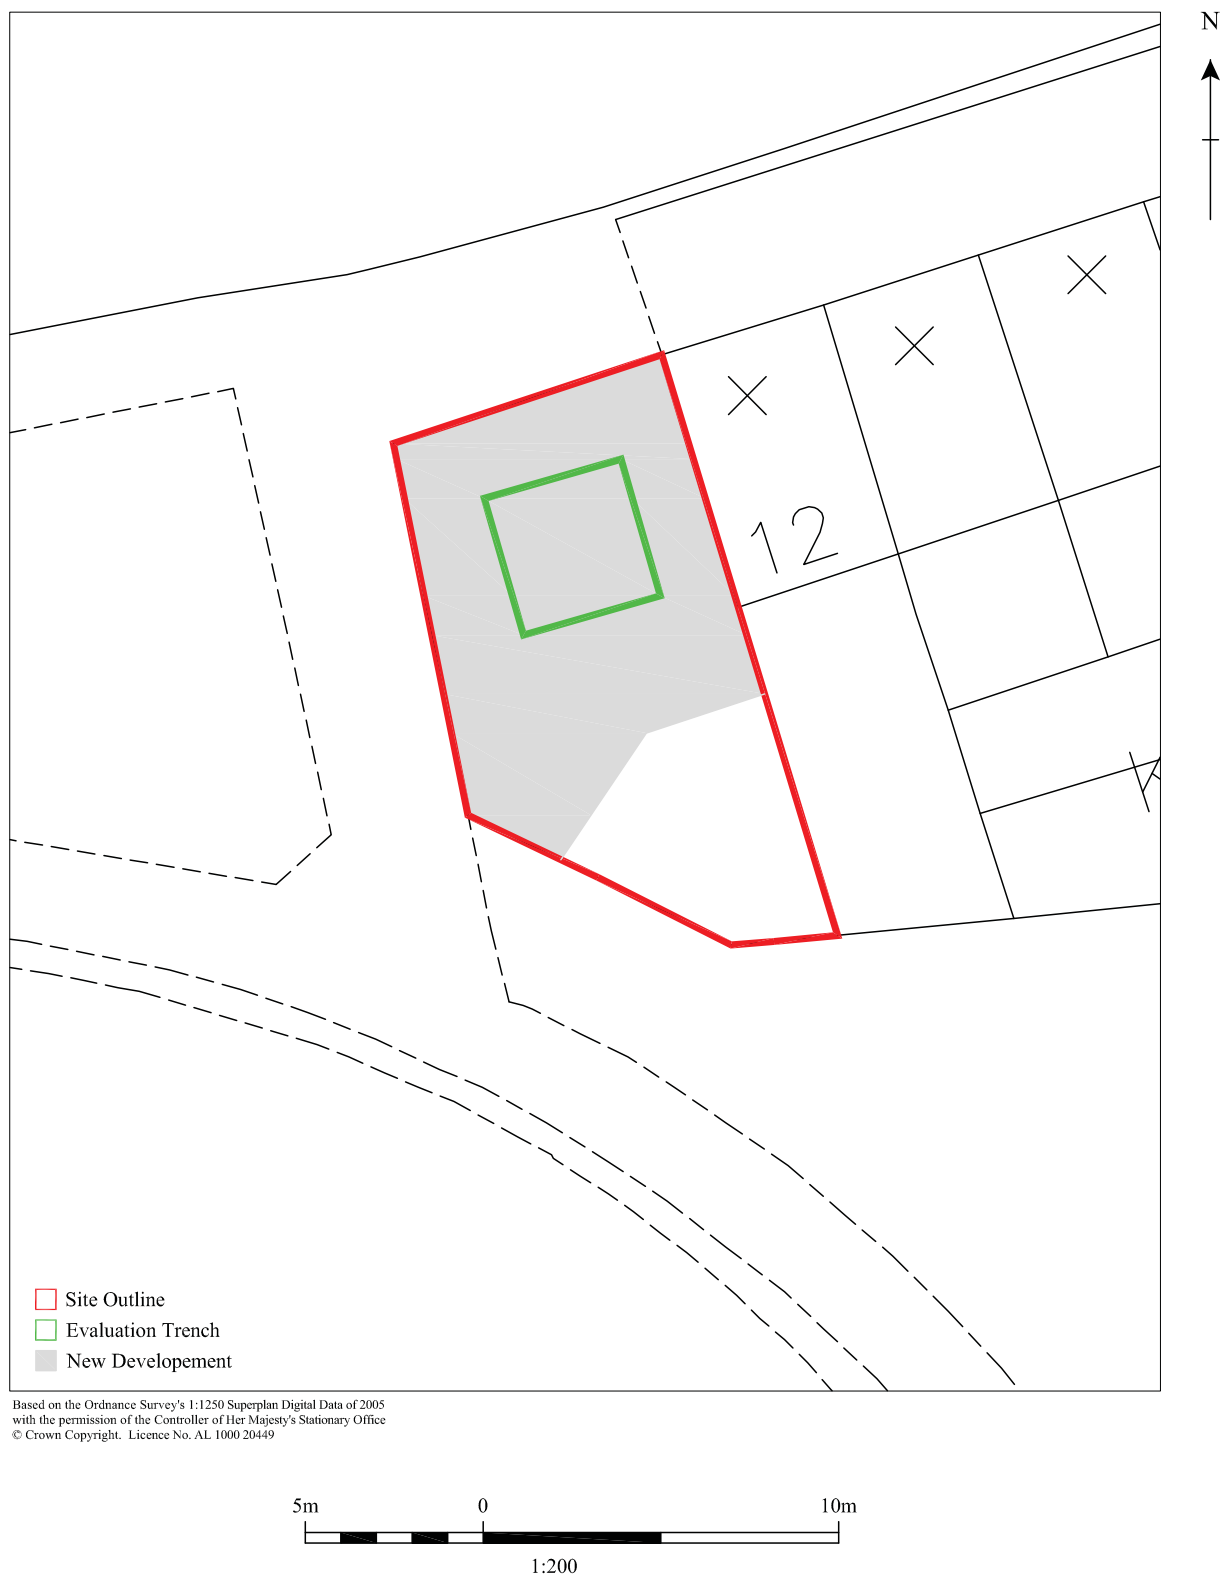 N
12
Site Outline
Evaluation Trench
New Developement
Based on the Ordnance Survey's 1:1250 Superplan Digital Data of 2005
with the permission of the Controller of Her Majesty's Stationary Office
© Crown Copyright. Licence No. AL 1000 20449
5m 0 10m
1:200